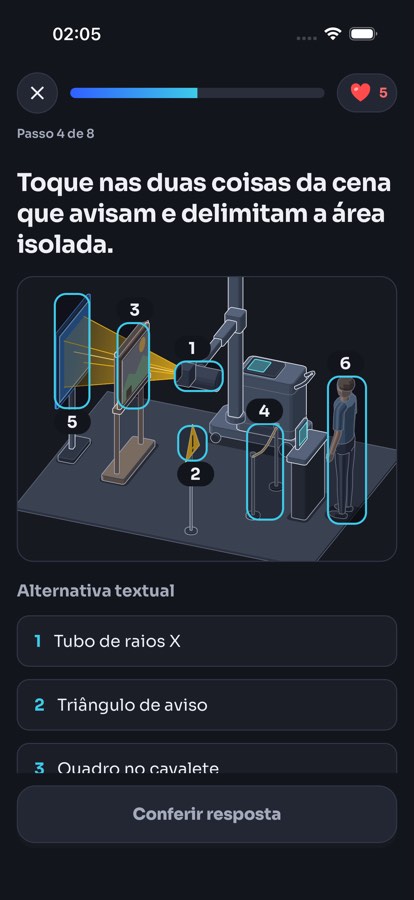 02:05
5
Passo 4 de 8
Toque nas duas coisas da cena
que avisam e delimitam a área
isolada.
3
1
6
4
5
2
Alternativa textual
1 Tubo de raios X
2 Triângulo de aviso
3 Quadro no cavalete
Conferir resposta